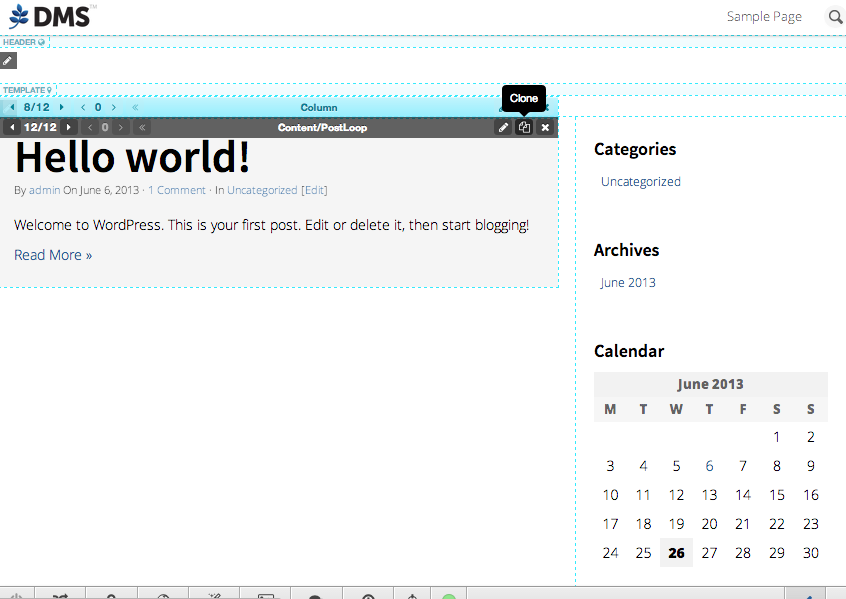 DMS™
Sample Page
HEADER
TEMPLATE
Clone
8/12 0 Column
12/12 0 Content/PostLoop
Hello world!
By admin On June 6, 2013 · 1 Comment · In Uncategorized [Edit]
Welcome to WordPress. This is your first post. Edit or delete it, then start blogging!
Read More »
Categories
Uncategorized
Archives
June 2013
Calendar
June 2013
M T W T F S S
1 2
3 4 5 6 7 8 9
10 11 12 13 14 15 16
17 18 19 20 21 22 23
24 25 26 27 28 29 30